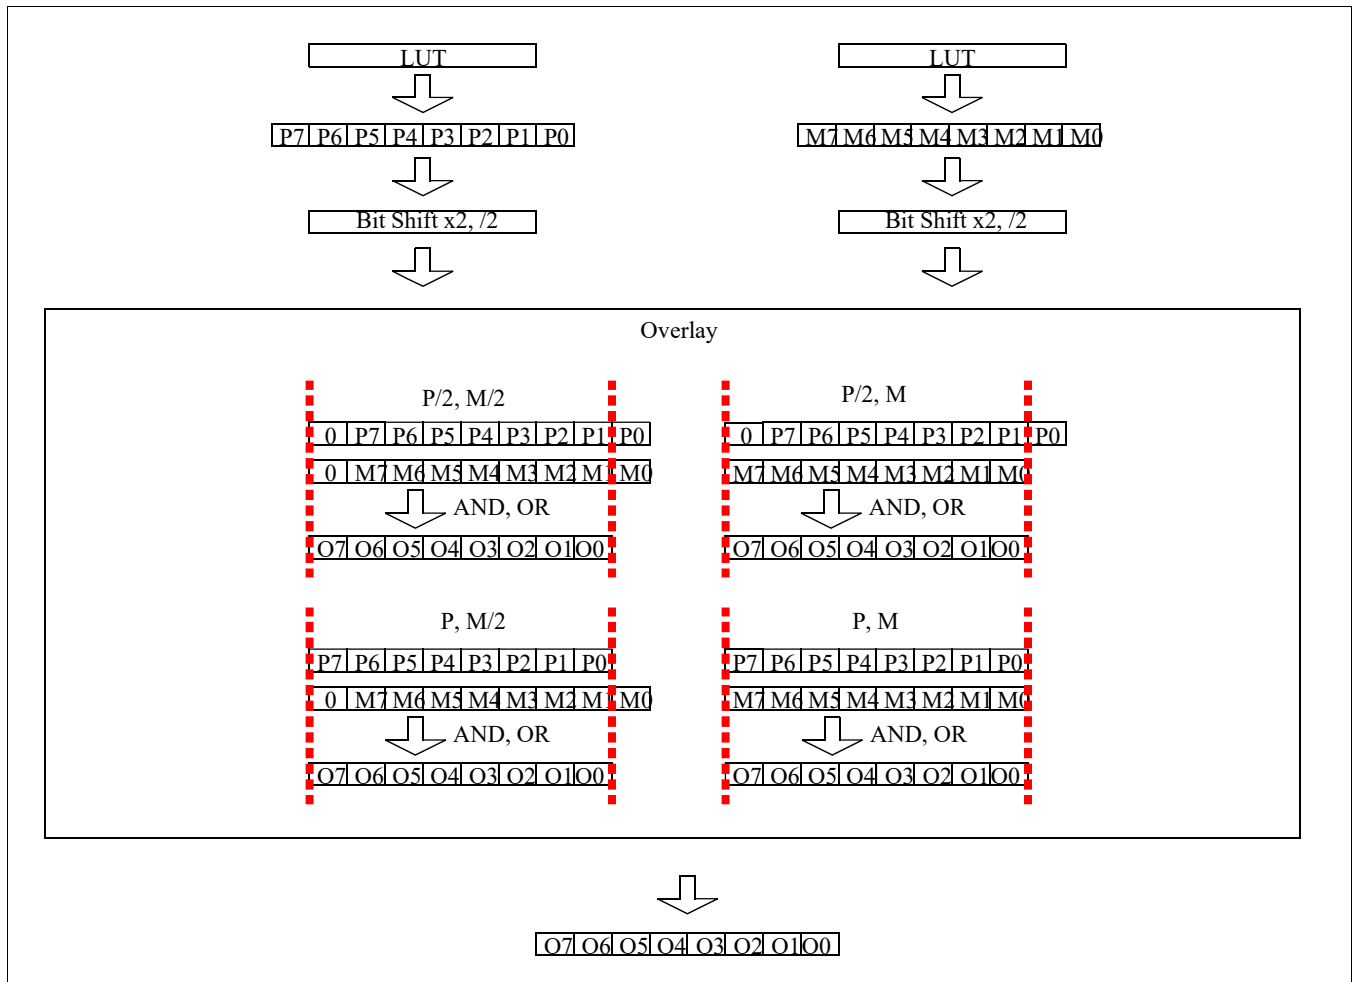 LUT LUT
P7 P6 P5 P4 P3 P2 P1 P0 M7 M6 M5 M4 M3 M2 M1 M0
Bit Shift x2, /2 Bit Shift x2, /2
Overlay
P/2, M/2 P/2, M
0 P7 P6 P5 P4 P3 P2 P1 P0 0 P7 P6 P5 P4 P3 P2 P1 P0
0 M7 M6 M5 M4 M3 M2 M1 M0 M7 M6 M5 M4 M3 M2 M1 M0
AND, OR AND, OR
O7 O6 O5 O4 O3 O2 O1 O0 O7 O6 O5 O4 O3 O2 O1 O0
P, M/2 P, M
P7 P6 P5 P4 P3 P2 P1 P0 P7 P6 P5 P4 P3 P2 P1 P0
0 M7 M6 M5 M4 M3 M2 M1 M0 M7 M6 M5 M4 M3 M2 M1 M0
AND, OR AND, OR
O7 O6 O5 O4 O3 O2 O1 O0 O7 O6 O5 O4 O3 O2 O1 O0
O7 O6 O5 O4 O3 O2 O1 O0